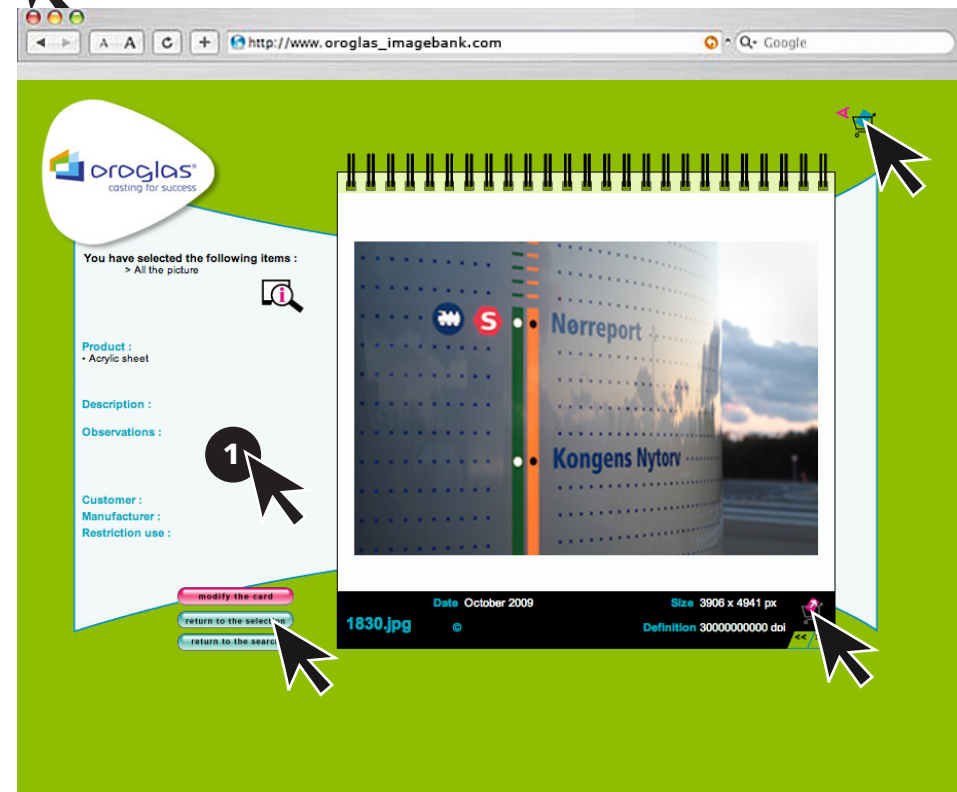 A A C + http://www.oroglas_imagebank.com Q Google
oroglas®
casting for success
You have selected the following items :
> All the picture
i
Product :
• Acrylic sheet
Description :
Observations :
1
Customer :
Manufacturer :
Restriction use :
modify the card
return to the selection
return to the search
S
Nørreport
Kongens Nytorv
Date October 2009
Size 3906 x 4941 px
1830.jpg
©
Definition 30000000000 doi
<<